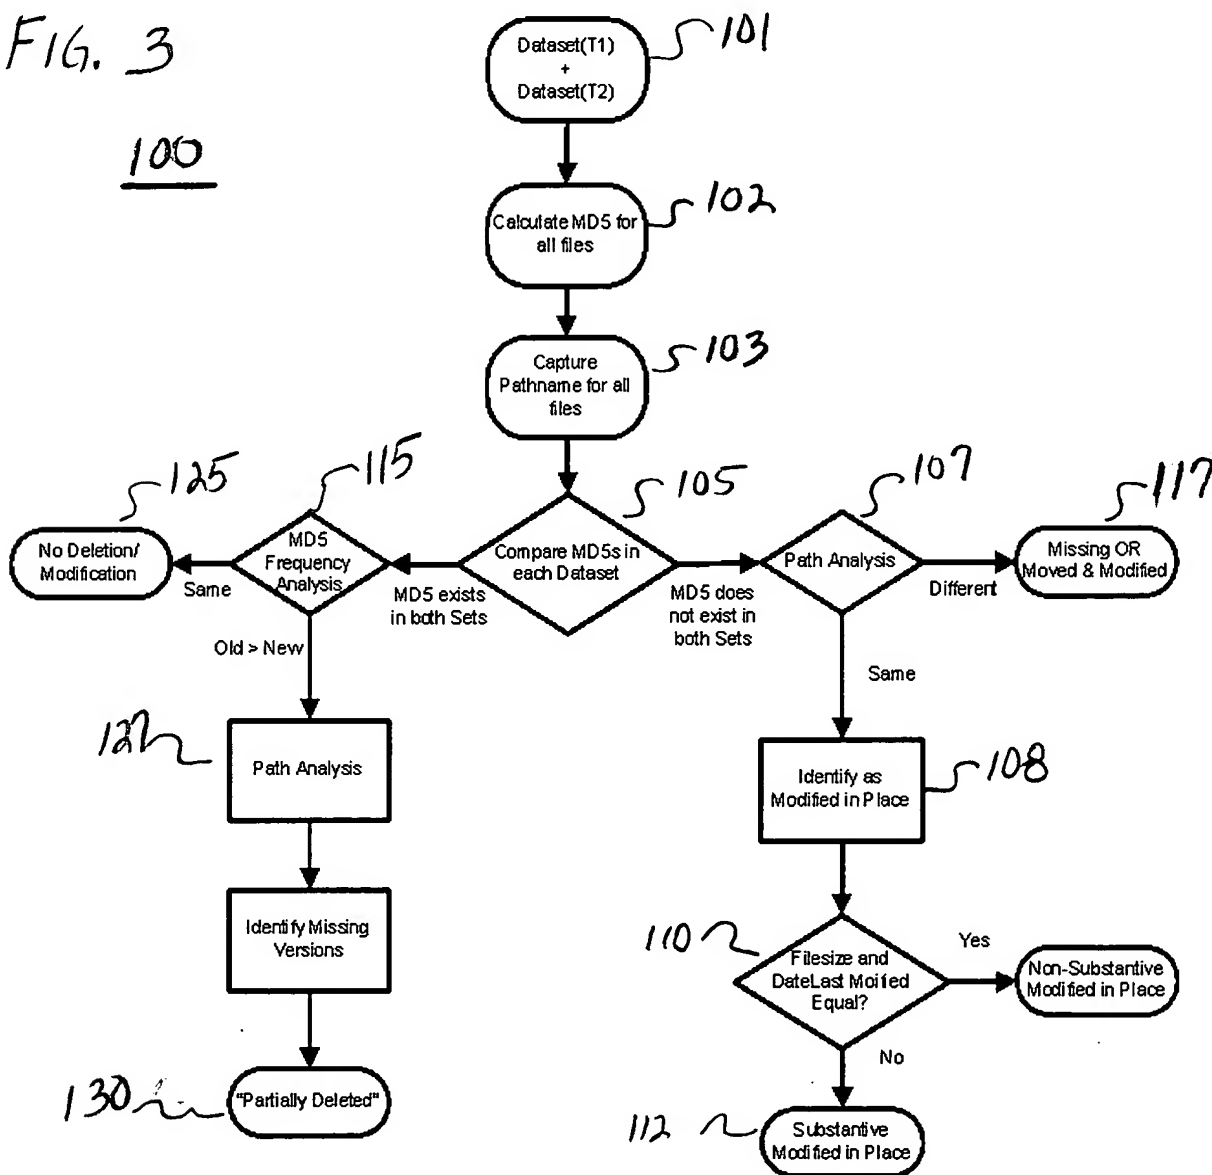 FIG. 3
100
Dataset(T1)
+
Dataset(T2)
101
Calculate MD5 for
all files
102
Capture
Pathname for all
files
103
125
115
105
107
117
No Deletion/
Modification
Same
MD5
Frequency
Analysis
MD5 exists
in both Sets
Compare MD5s in
each Dataset
MD5 does
not exist in
both Sets
Path Analysis
Different
Missing OR
Moved & Modified
Old > New
Same
127
Path Analysis
Identify as
Modified in Place
108
Identify Missing
Versions
110
Filesize and
DateLast Moified
Equal?
Yes
Non-Substantive
Modified in Place
No
130
"Partially Deleted"
112
Substantive
Modified in Place